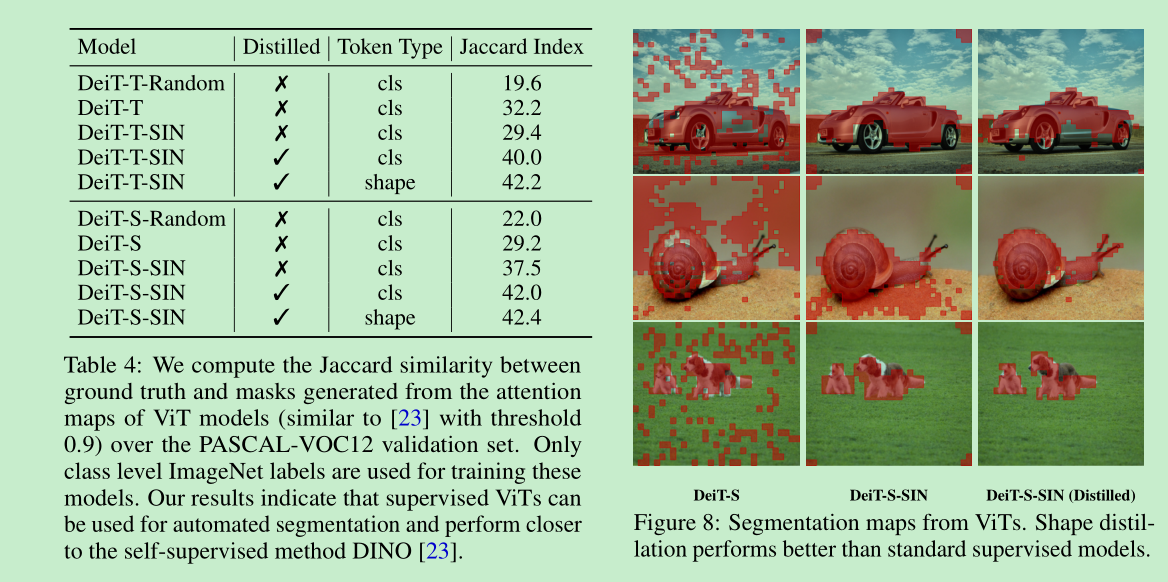 Model Distilled Token Type Jaccard Index
DeiT-T-Random ✗ cls 19.6
DeiT-T ✗ cls 32.2
DeiT-T-SIN ✗ cls 29.4
DeiT-T-SIN ✓ cls 40.0
DeiT-T-SIN ✓ shape 42.2
DeiT-S-Random ✗ cls 22.0
DeiT-S ✗ cls 29.2
DeiT-S-SIN ✗ cls 37.5
DeiT-S-SIN ✓ cls 42.0
DeiT-S-SIN ✓ shape 42.4
Table 4: We compute the Jaccard similarity between
ground truth and masks generated from the attention
maps of ViT models (similar to [23] with threshold
0.9) over the PASCAL-VOC12 validation set. Only
class level ImageNet labels are used for training these
models. Our results indicate that supervised ViTs can
be used for automated segmentation and perform closer
to the self-supervised method DINO [23].
DeiT-S DeiT-S-SIN DeiT-S-SIN (Distilled)
Figure 8: Segmentation maps from ViTs. Shape distil-
lation performs better than standard supervised models.